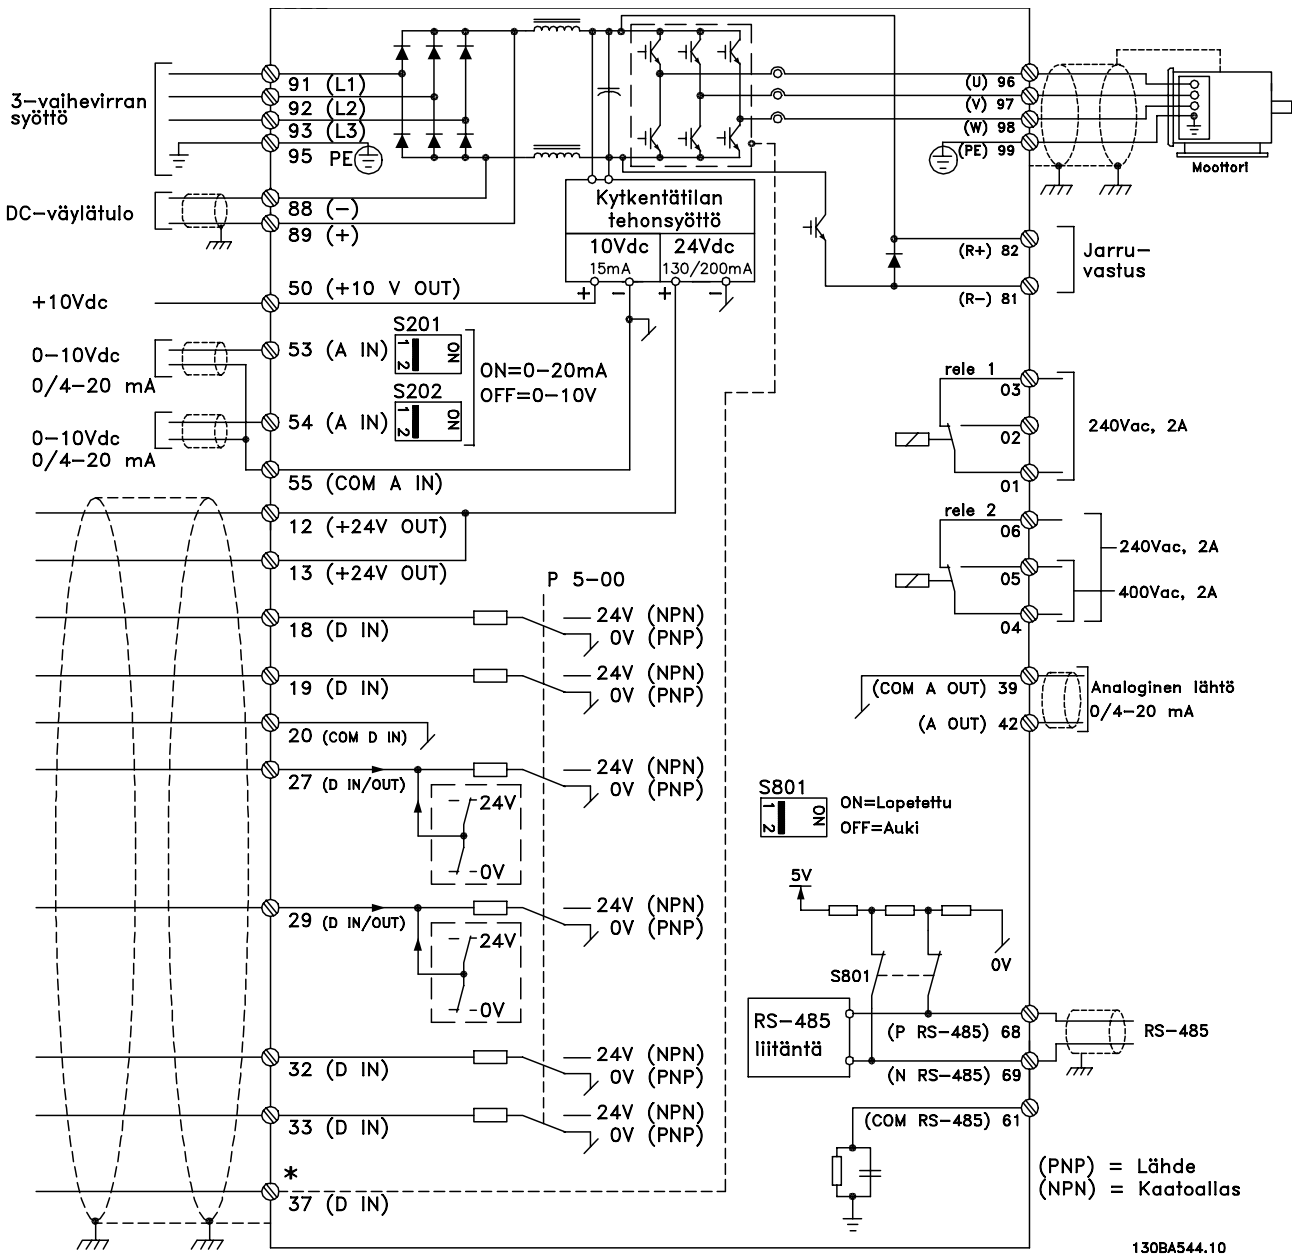 3-vaihevirran
syöttö
91 (L1)
92 (L2)
93 (L3)
95 PE
DC-väylätulo
88 (-)
89 (+)
+10Vdc
50 (+10 V OUT)
0-10Vdc
0/4-20 mA
53 (A IN)
S201
1
2
ON
ON=0-20mA
OFF=0-10V
S202
1
2
ON
0-10Vdc
0/4-20 mA
54 (A IN)
55 (COM A IN)
12 (+24V OUT)
13 (+24V OUT)
P 5-00
18 (D IN)
24V (NPN)
0V (PNP)
19 (D IN)
24V (NPN)
0V (PNP)
20 (COM D IN)
27 (D IN/OUT)
24V (NPN)
0V (PNP)
24V
0V
29 (D IN/OUT)
24V (NPN)
0V (PNP)
24V
0V
32 (D IN)
24V (NPN)
0V (PNP)
33 (D IN)
24V (NPN)
0V (PNP)
*
37 (D IN)
Kytkentätilan
tehonsyöttö
10Vdc
15mA
24Vdc
130/200mA
+
-
+
-
(U) 96
(V) 97
(W) 98
(PE) 99
Moottori
(R+) 82
(R-) 81
Jarru-
vastus
rele 1
03
02
01
240Vac, 2A
rele 2
06
05
04
240Vac, 2A
400Vac, 2A
(COM A OUT) 39
(A OUT) 42
Analoginen lähtö
0/4-20 mA
S801
1
2
ON
ON=Lopetettu
OFF=Auki
5V
0V
S801
RS-485
liitäntä
(P RS-485) 68
(N RS-485) 69
(COM RS-485) 61
RS-485
(PNP) = Lähde
(NPN) = Kaatoallas
130BA544.10